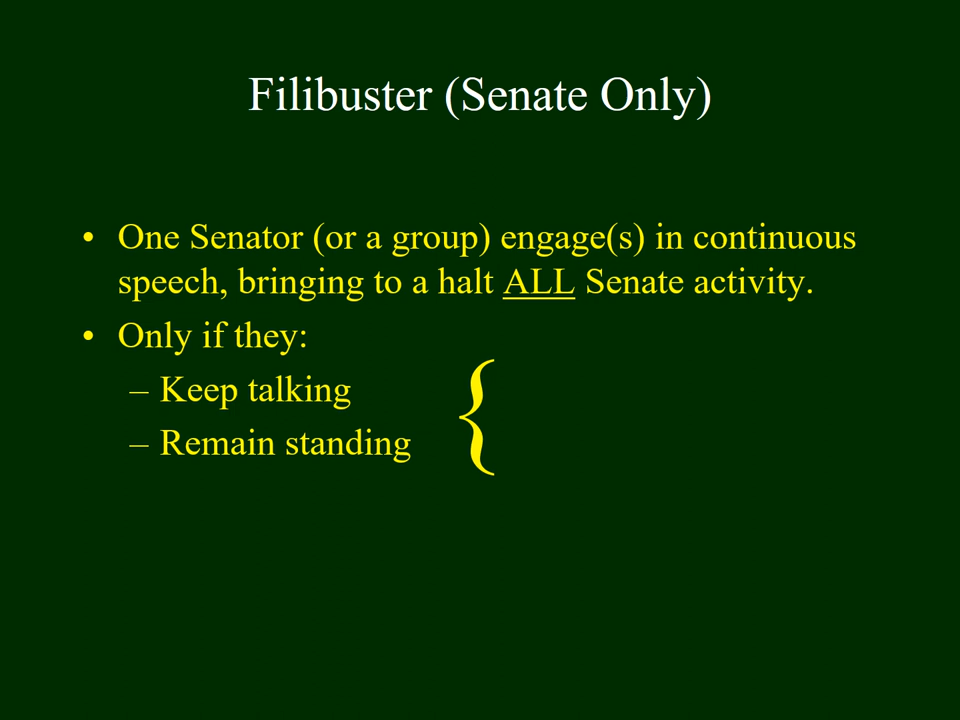 Filibuster (Senate Only)
• One Senator (or a group) engage(s) in continuous
speech, bringing to a halt ALL Senate activity.
• Only if they:
– Keep talking
– Remain standing
{